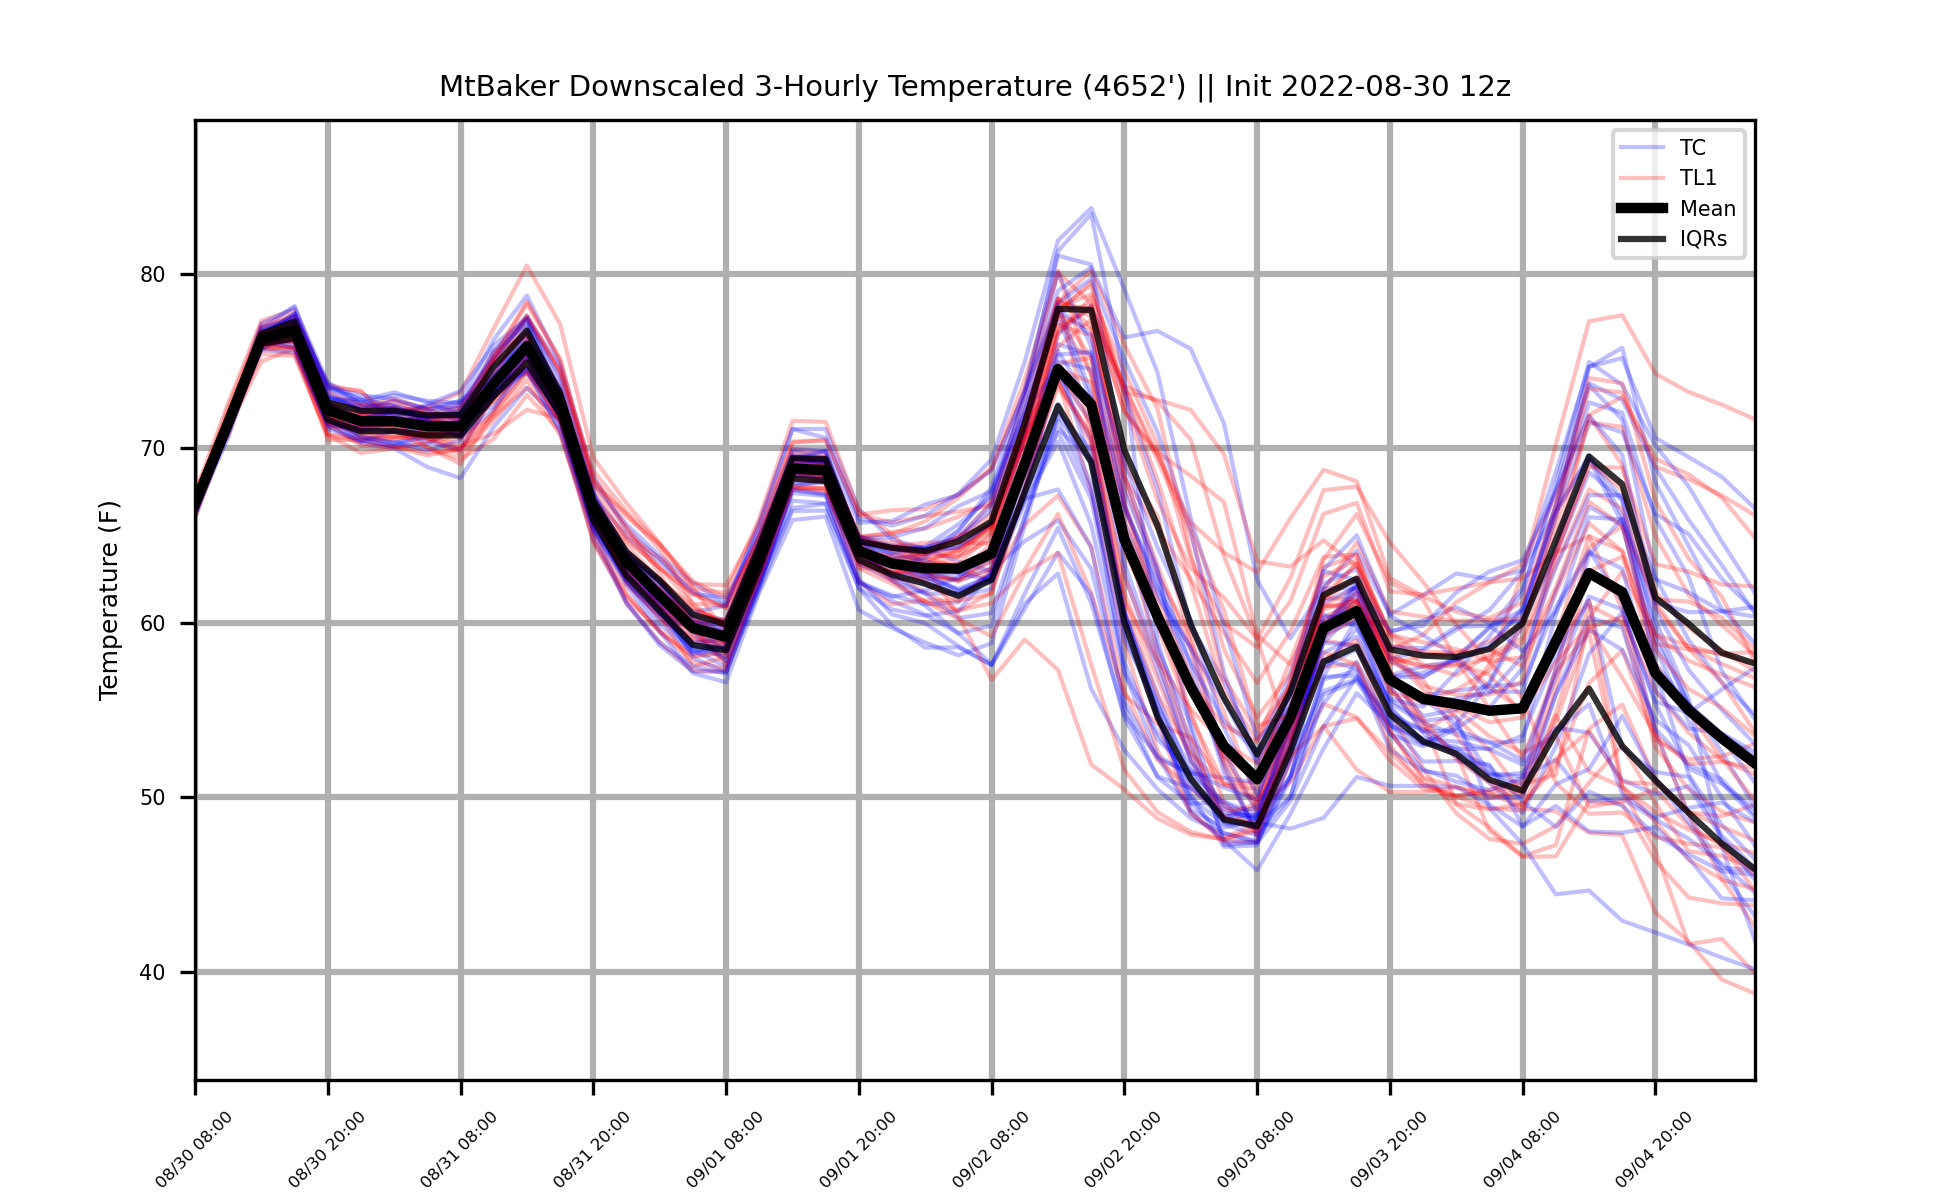 MtBaker Downscaled 3-Hourly Temperature (4652') || Init 2022-08-30 12z
TC
TL1
Mean
IQRs
Temperature (F)
80
70
60
50
40
08/30 08:00
08/30 20:00
08/31 08:00
08/31 20:00
09/01 08:00
09/01 20:00
09/02 08:00
09/02 20:00
09/03 08:00
09/03 20:00
09/04 08:00
09/04 20:00